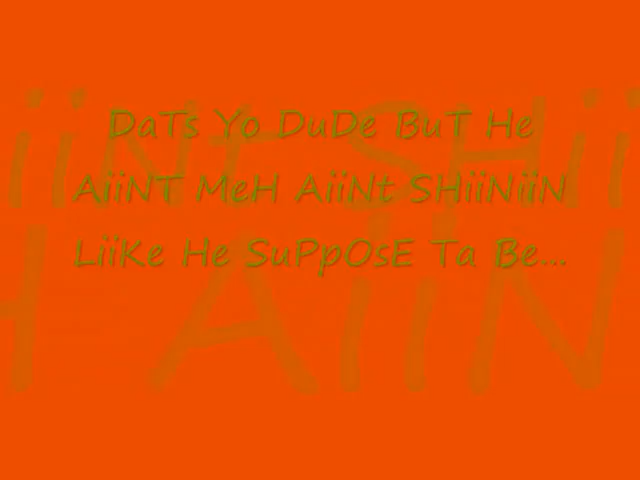 DaTs Yo DuDe BuT He
AiiNT MeH AiiNt SHiiNiiN
LiiKe He SuPpOsE Ta Be...